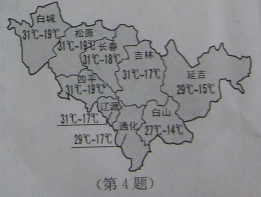 白城
31℃~19℃
松原
31℃~19℃
长春
31℃~18℃
吉林
31℃~17℃
延吉
29℃~15℃
四平
31℃~19℃
辽源
31℃~17℃
通化
29℃~17℃
白山
27℃~14℃
(第4题)